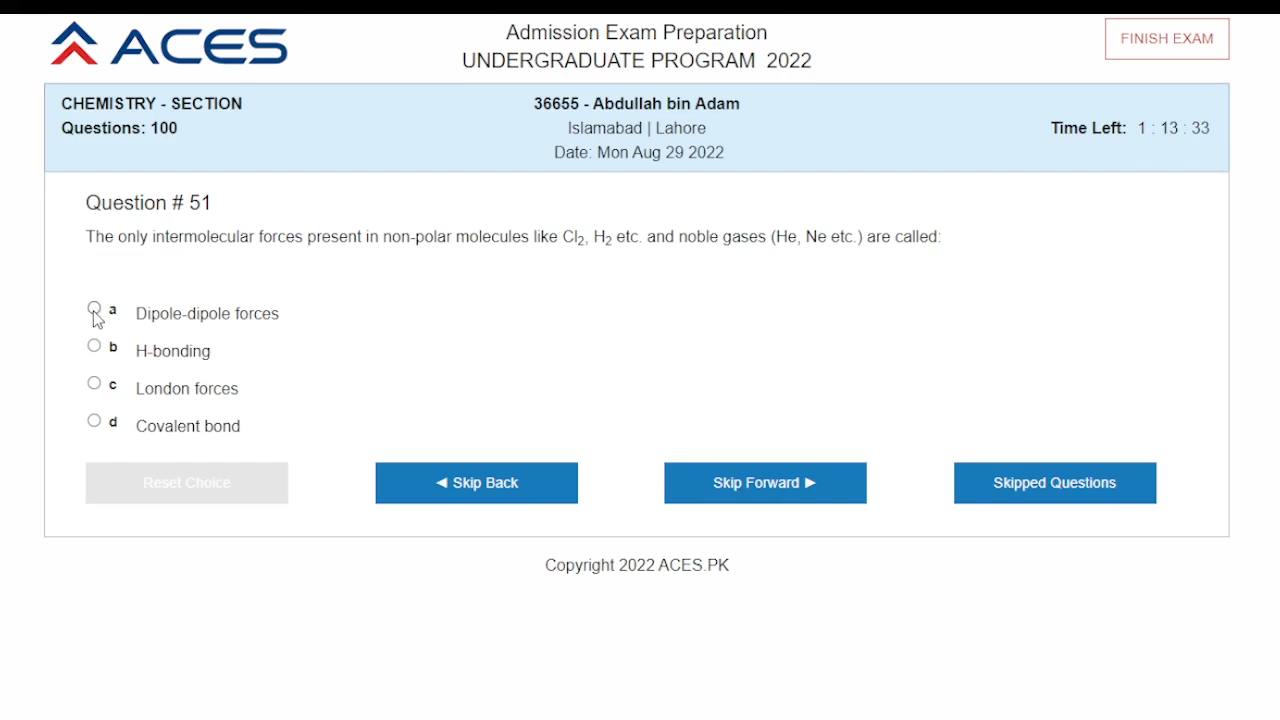 ACES
Admission Exam Preparation
UNDERGRADUATE PROGRAM 2022
FINISH EXAM
CHEMISTRY - SECTION
Questions: 100
36655 - Abdullah bin Adam
Islamabad | Lahore
Date: Mon Aug 29 2022
Time Left: 1 : 13 : 33
Question # 51
The only intermolecular forces present in non-polar molecules like Cl₂, H₂ etc. and noble gases (He, Ne etc.) are called:
a Dipole-dipole forces
b H-bonding
c London forces
d Covalent bond
Reset Choice
◄ Skip Back
Skip Forward ►
Skipped Questions
Copyright 2022 ACES.PK